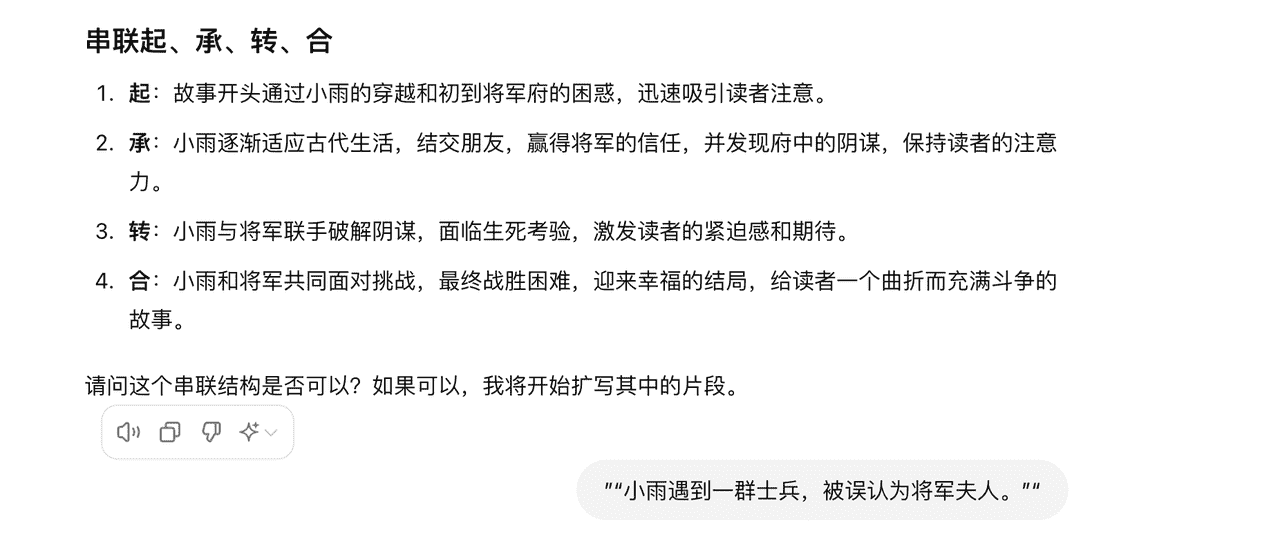 串联起、承、转、合
1. 起：故事开头通过小雨的穿越和初到将军府的困惑，迅速吸引读者注意。
2. 承：小雨逐渐适应古代生活，结交朋友，赢得将军的信任，并发现府中的阴谋，保持读者的注意
力。
3. 转：小雨与将军联手破解阴谋，面临生死考验，激发读者的紧迫感和期待。
4. 合：小雨和将军共同面对挑战，最终战胜困难，迎来幸福的结局，给读者一个曲折而充满斗争的
故事。
请问这个串联结构是否可以？如果可以，我将开始扩写其中的片段。
"“小雨遇到一群士兵，被误认为将军夫人。"“